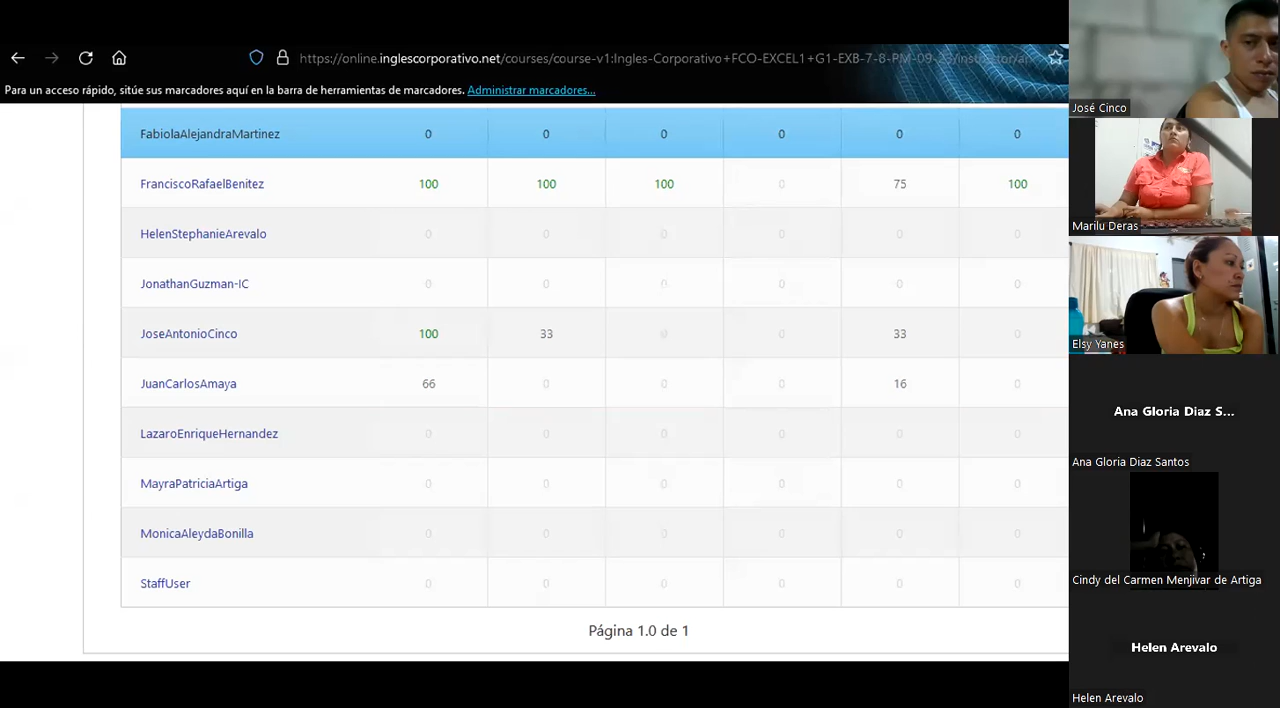 https://online.inglescorporativo.net/courses/course-v1:Ingles-Corporativo+FCO-EXCEL1+G1-EXB-7-8-PM-09-23/instructor/an
Para un acceso rápido, sitúe sus marcadores aquí en la barra de herramientas de marcadores. Administrar marcadores...
FabiolaAlejandraMartinez 0 0 0 0 0 0
FranciscoRafaelBenitez 100 100 100 0 75 100
HelenStephanieArevalo 0 0 0 0 0 0
JonathanGuzman-IC 0 0 0 0 0 0
JoseAntonioCinco 100 33 0 0 33 0
JuanCarlosAmaya 66 0 0 0 16 0
LazaroEnriqueHernandez 0 0 0 0 0 0
MayraPatriciaArtiga 0 0 0 0 0 0
MonicaAleydaBonilla 0 0 0 0 0 0
StaffUser 0 0 0 0 0 0
Página 1.0 de 1
José Cinco
Marilu Deras
Elsy Yanes
Ana Gloria Diaz S...
Ana Gloria Diaz Santos
Cindy del Carmen Menjivar de Artiga
Helen Arevalo
Helen Arevalo